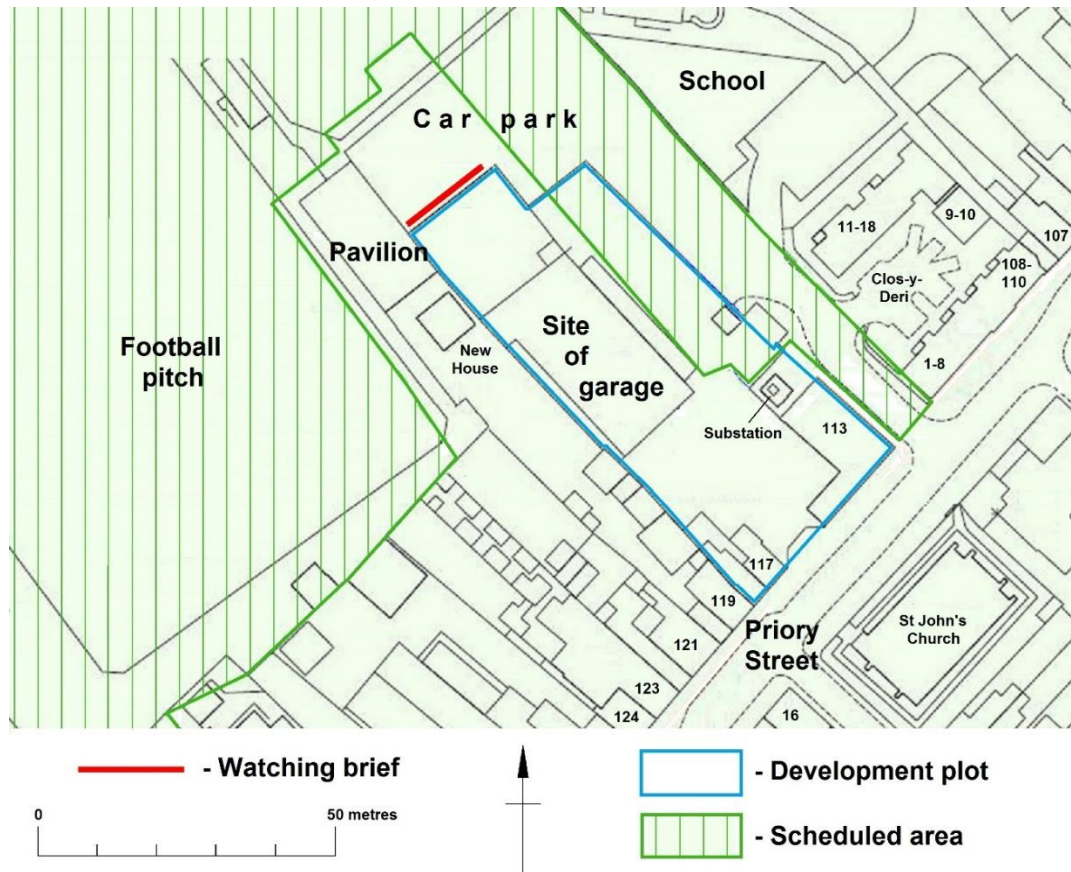 School
Car park
11-18
9-10
107
108-
110
Clos-y-
Deri
Pavilion
Football
pitch
New
House
Site
of
garage
1-8
Substation
113
117
119
121
123
124
Priory
Street
St John's
Church
16
- Watching brief
0 50 metres
- Development plot
- Scheduled area